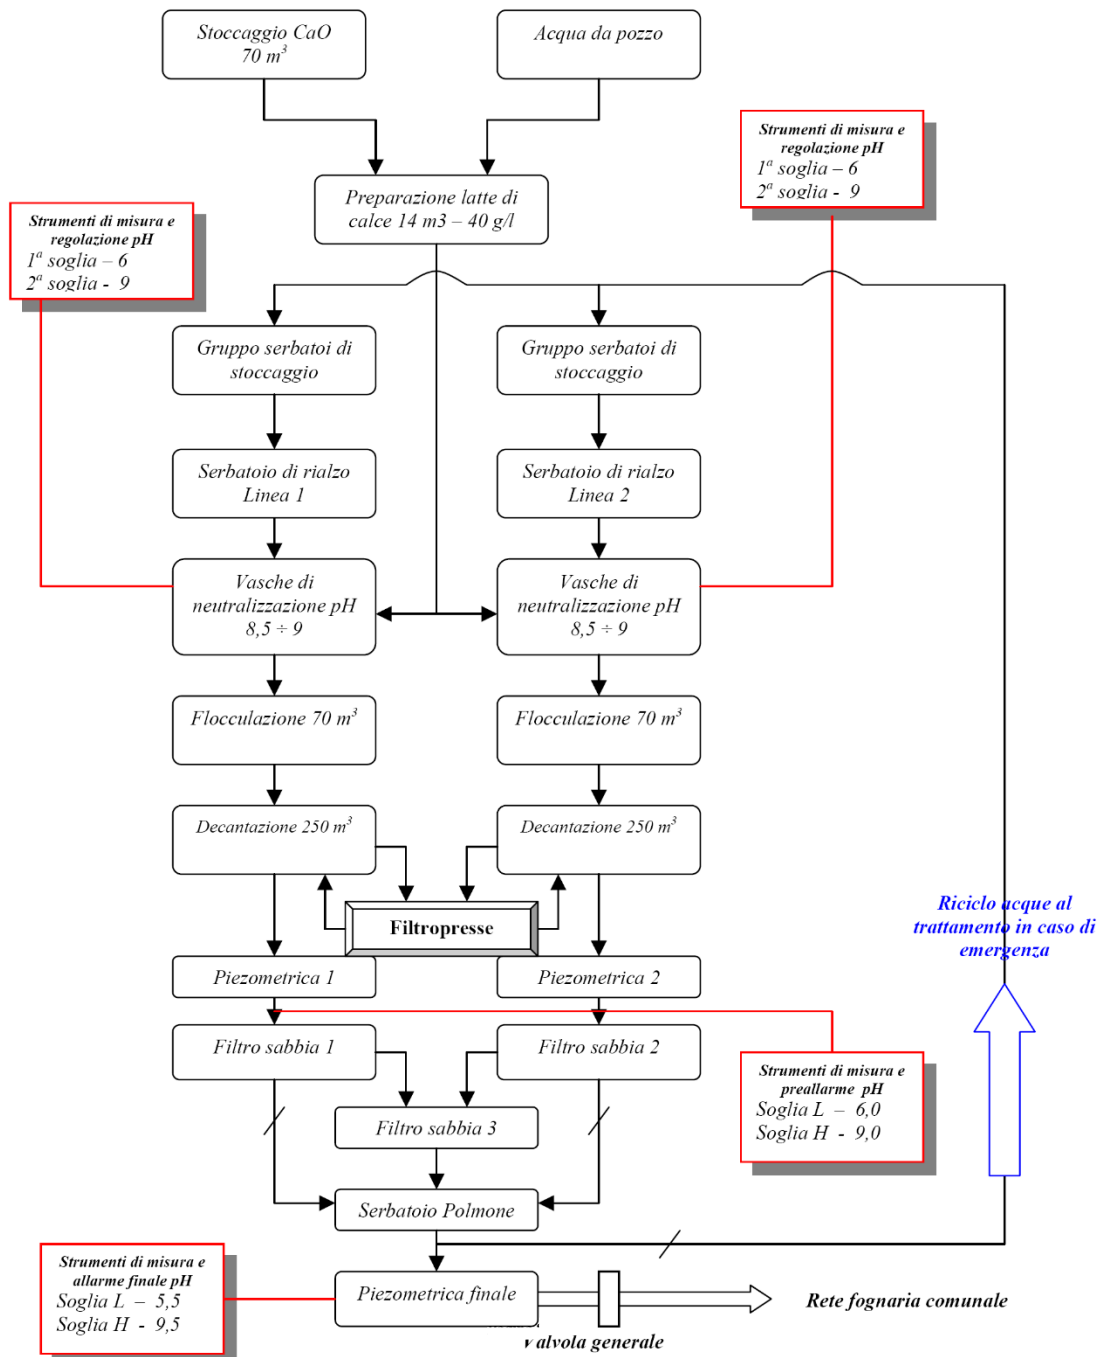 Stoccaggio CaO
70 m³
Acqua da pozzo
Strumenti di misura e
regolazione pH
1ª soglia – 6
2ª soglia - 9
Preparazione latte di
calce 14 m3 – 40 g/l
Strumenti di misura e
regolazione pH
1ª soglia – 6
2ª soglia - 9
Gruppo serbatoi di
stoccaggio
Gruppo serbatoi di
stoccaggio
Serbatoio di rialzo
Linea 1
Serbatoio di rialzo
Linea 2
Vasche di
neutralizzazione pH
8,5 ÷ 9
Vasche di
neutralizzazione pH
8,5 ÷ 9
Flocculazione 70 m³
Flocculazione 70 m³
Decantazione 250 m³
Decantazione 250 m³
Filtropresse
Riciclo acque al
trattamento in caso di
emergenza
Piezometrica 1
Piezometrica 2
Filtro sabbia 1
Filtro sabbia 2
Strumenti di misura e
preallarme pH
Soglia L – 6,0
Soglia H - 9,0
Filtro sabbia 3
Serbatoio Polmone
Strumenti di misura e
allarme finale pH
Soglia L – 5,5
Soglia H - 9,5
Piezometrica finale
Rete fognaria comunale
Valvola generale